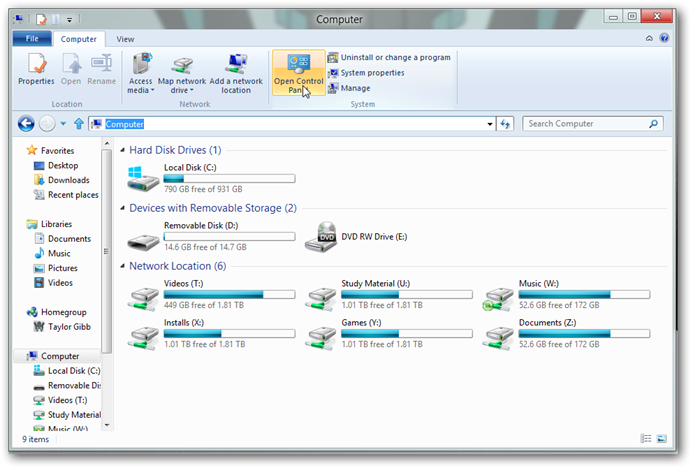 Computer
File Computer View
Properties Open Rename
Access media Map network drive Add a network location
Open Control Pan
Uninstall or change a program
System properties
Manage
Location Network System
Computer
Search Computer
Favorites
Desktop
Downloads
Recent places
Libraries
Documents
Music
Pictures
Videos
Homegroup
Taylor Gibb
Computer
Local Disk (C:)
Removable Dis
Videos (T:)
Study Material
Music (W:)
Hard Disk Drives (1)
Local Disk (C:)
790 GB free of 931 GB
Devices with Removable Storage (2)
Removable Disk (D:)
14.6 GB free of 14.7 GB
DVD
DVD RW Drive (E:)
Network Location (6)
Videos (T:)
449 GB free of 1.81 TB
Study Material (U:)
1.01 TB free of 1.81 TB
Music (W:)
52.6 GB free of 172 GB
Installs (X:)
1.01 TB free of 1.81 TB
Games (Y:)
1.01 TB free of 1.81 TB
Documents (Z:)
52.6 GB free of 172 GB
9 items